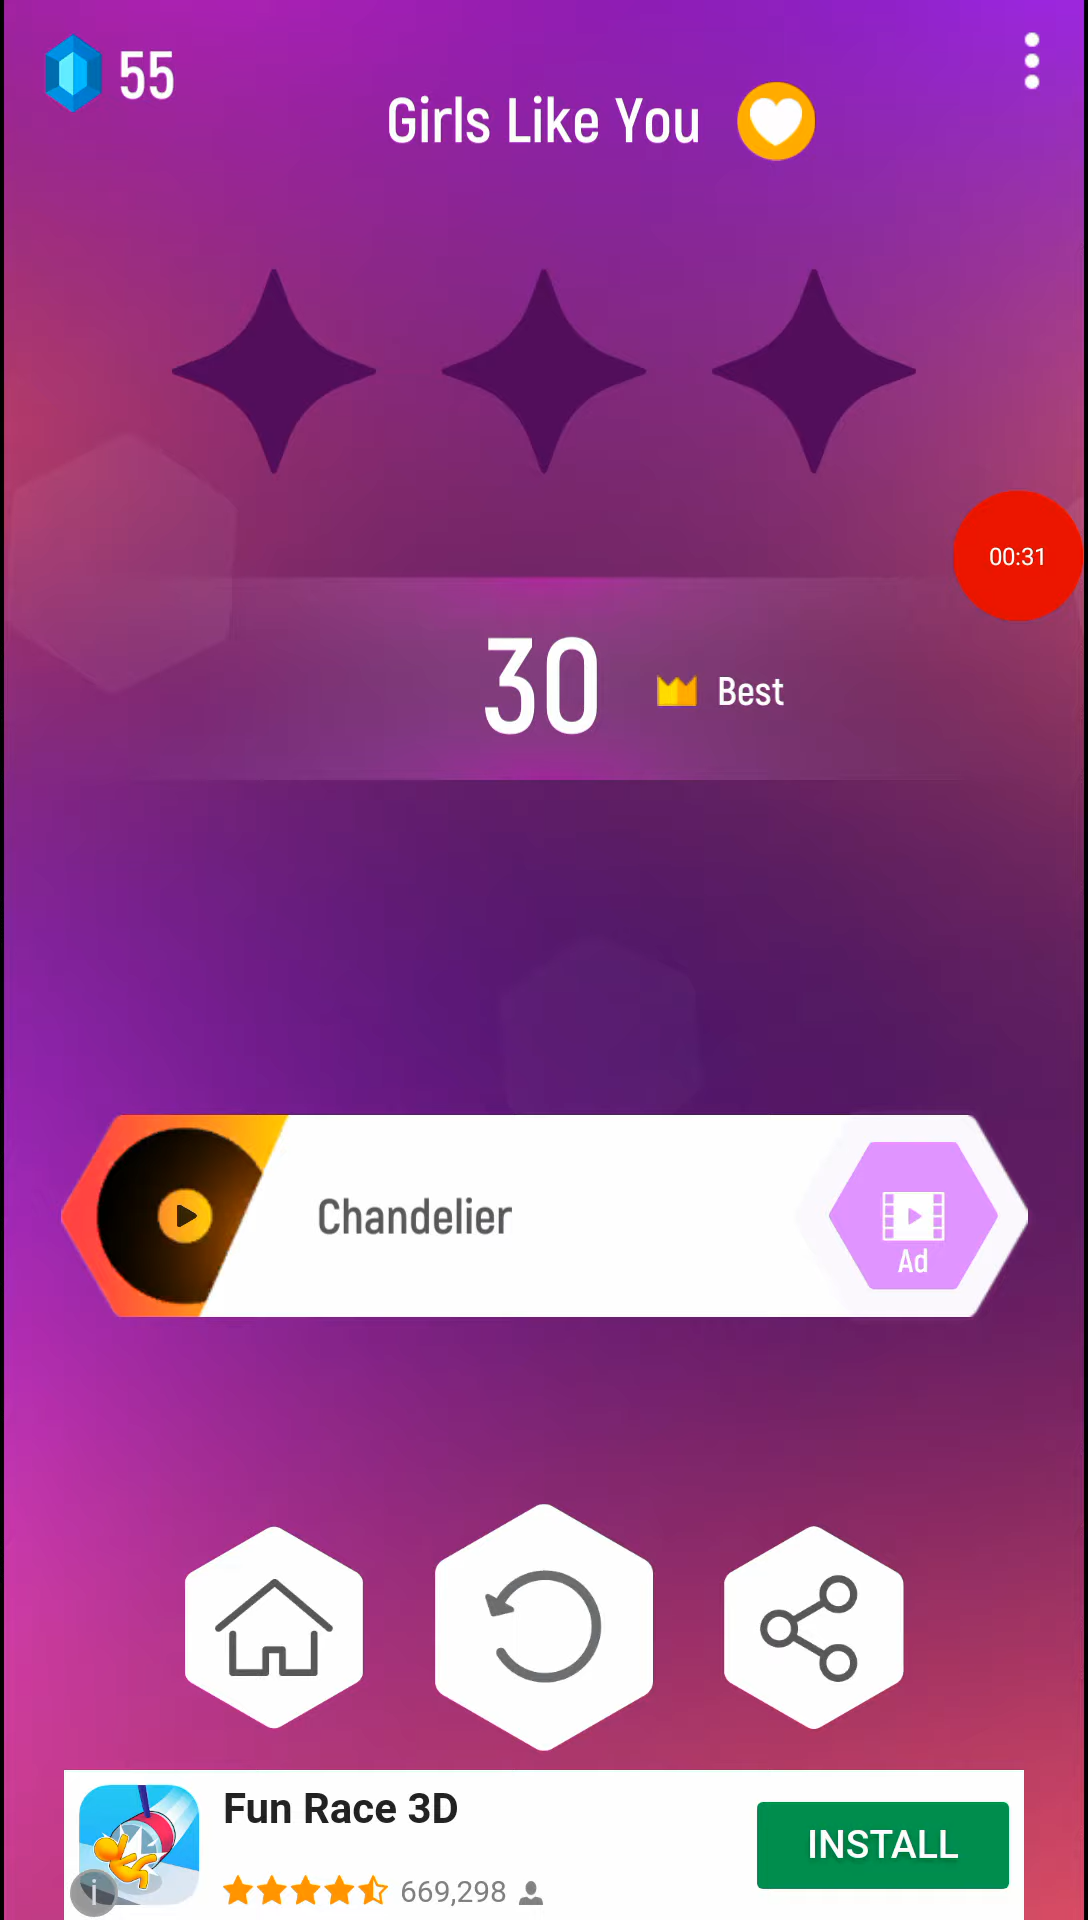 55
Girls Like You
00:31
30
Best
Chandelier
Ad
Fun Race 3D
INSTALL
669,298